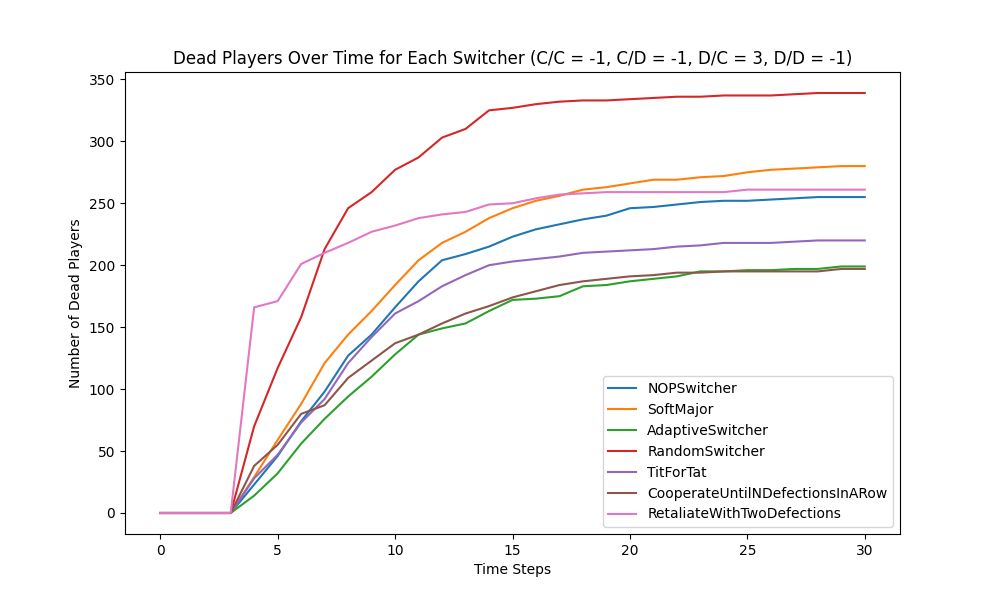 Dead Players Over Time for Each Switcher (C/C = -1, C/D = -1, D/C = 3, D/D = -1)
Number of Dead Players
350
300
250
200
150
100
50
0
0 5 10 15 20 25 30
Time Steps
NOPSwitcher
SoftMajor
AdaptiveSwitcher
RandomSwitcher
TitForTat
CooperateUntilNDefectionsInARow
RetaliateWithTwoDefections